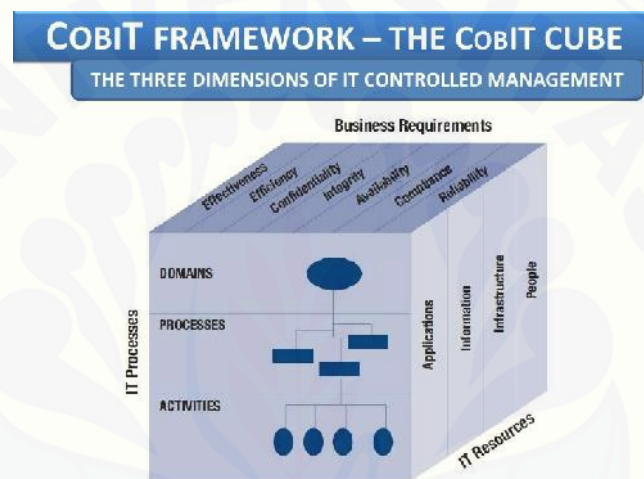 COBIT FRAMEWORK – THE COBIT CUBE
THE THREE DIMENSIONS OF IT CONTROLLED MANAGEMENT
Business Requirements
Effectiveness
Efficiency
Confidentiality
Integrity
Availability
Compliance
Reliability
IT Processes
DOMAINS
PROCESSES
ACTIVITIES
Applications
Information
Infrastructure
People
IT Resources